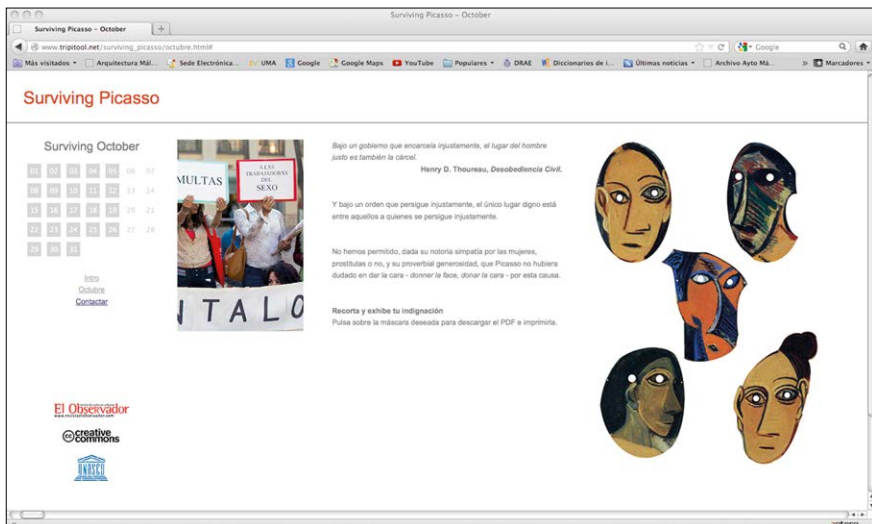 Surviving Picasso – October
Surviving Picasso – October
www.tripitool.net/surviving_picasso/octubre.html#
Google
Más visitados
Arquitectura Mál...
Sede Electrónica...
UMA
Google
Google Maps
YouTube
Populares
DRAE
Diccionarios de i...
Últimas noticias
Archivo Ayto Má...
»
Marcadores
Surviving Picasso
Surviving October
01 02 03 04 05 06 07
08 09 10 11 12 13 14
15 16 17 18 19 20 21
22 23 24 25 26 27 28
29 30 31
Intro
Octubre
Contactar
El Observador
www.revistaelobservador.com
creative
commons
UNESCO
MULTAS
A LXS
TRABAJADORXS
DEL
SEXO
NTALO
Bajo un gobierno que encarcela injustamente, el lugar del hombre
justo es también la cárcel.
Henry D. Thoureau, Desobediencia Civil.
Y bajo un orden que persigue injustamente, el único lugar digno está
entre aquellos a quienes se persigue injustamente.
No hemos permitido, dada su notoria simpatía por las mujeres,
prostitutas o no, y su proverbial generosidad, que Picasso no hubiera
dudado en dar la cara - donner la face, donar la cara - por esta causa.
Recorta y exhibe tu indignación
Pulsa sobre la máscara deseada para descargar el PDF e imprimirla.